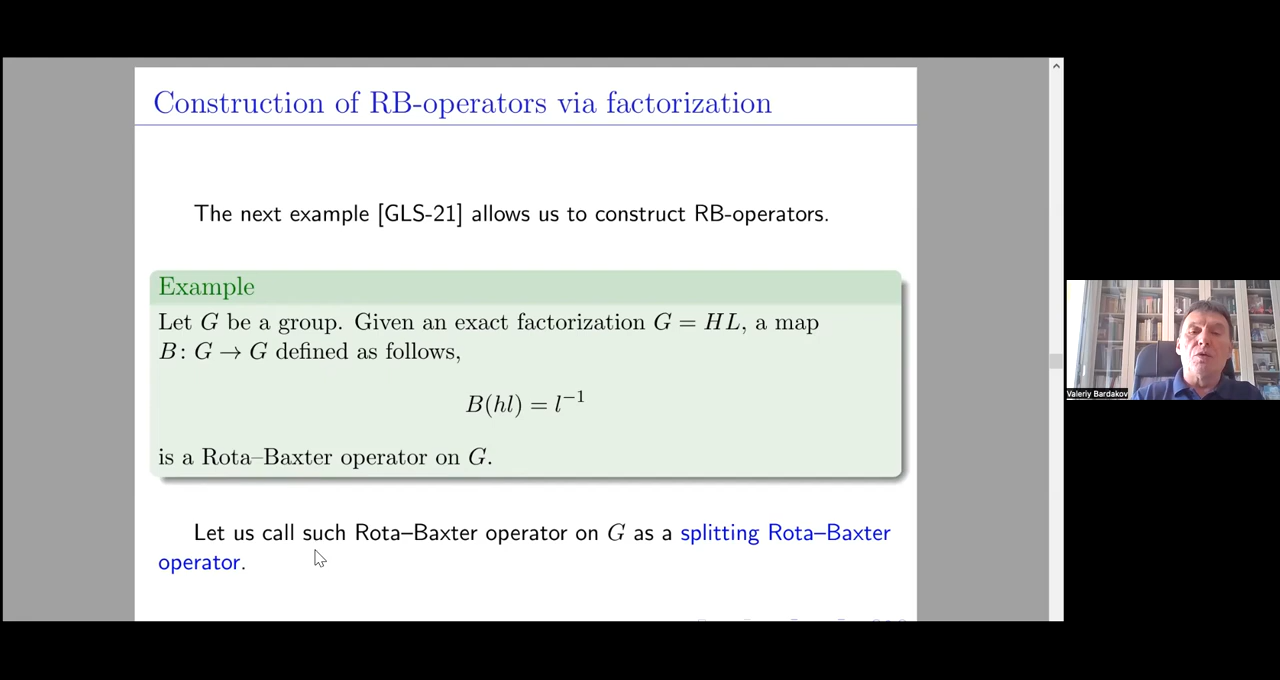 Construction of RB-operators via factorization
The next example [GLS-21] allows us to construct RB-operators.
Example
Let G be a group. Given an exact factorization G = HL, a map
B: G → G defined as follows,
B(hl) = l⁻¹
is a Rota–Baxter operator on G.
Let us call such Rota–Baxter operator on G as a splitting Rota–Baxter
operator.
Valeriy Bardakov